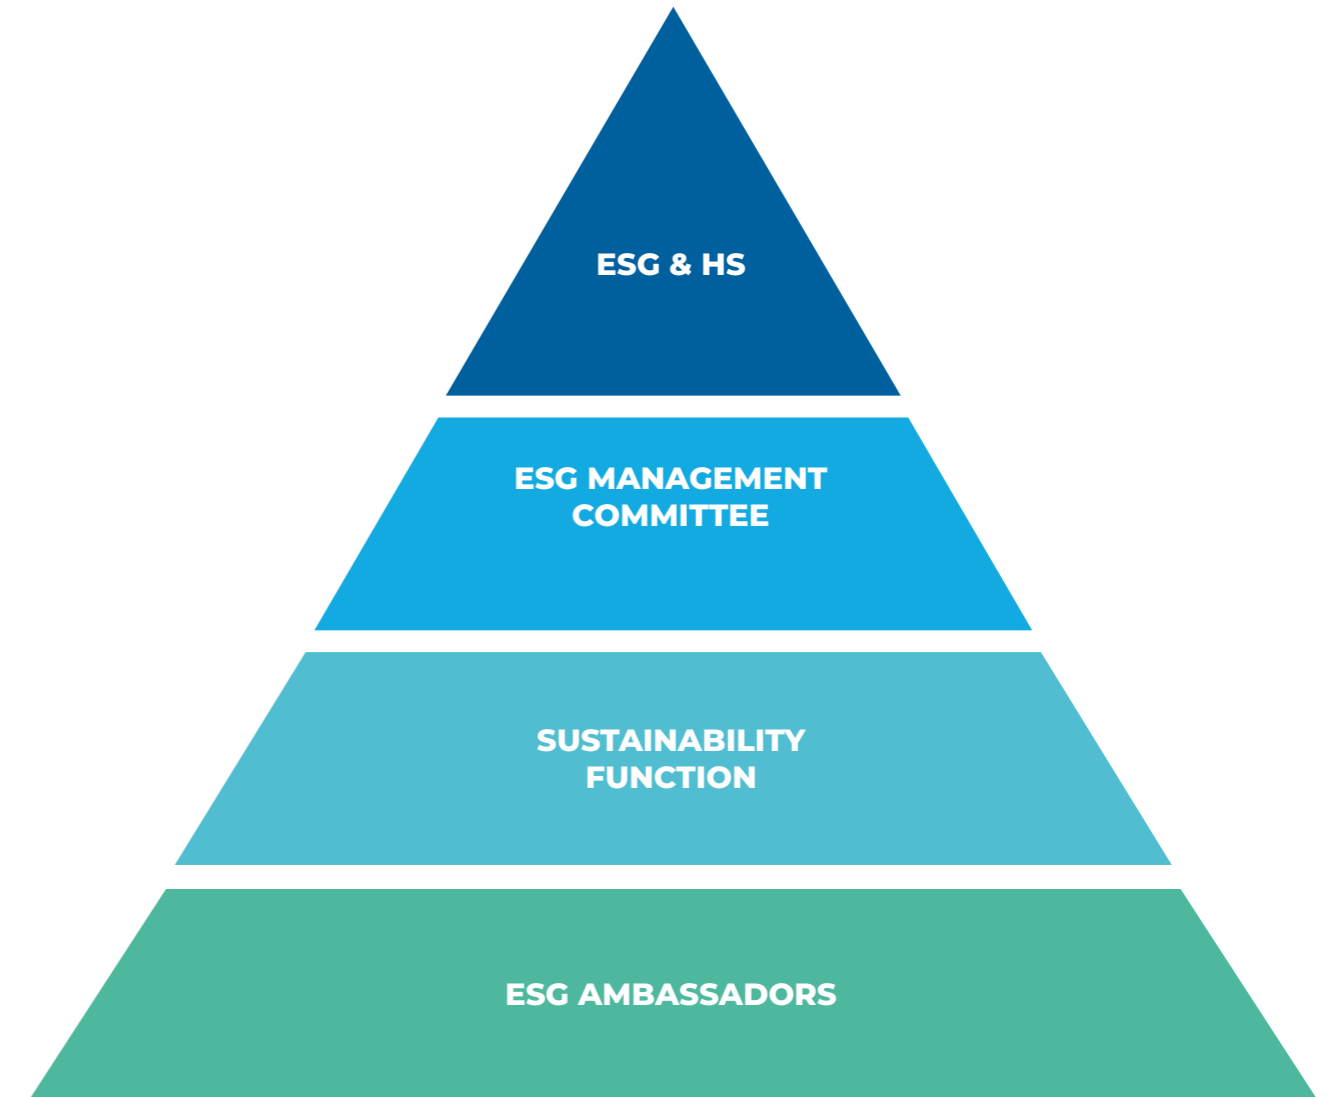 ESG & HS
ESG MANAGEMENT
COMMITTEE
SUSTAINABILITY
FUNCTION
ESG AMBASSADORS